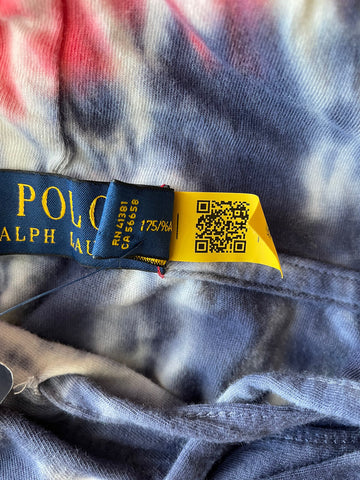 POLO
RALPH LAU
RN 41381
CA 56658
175/96A